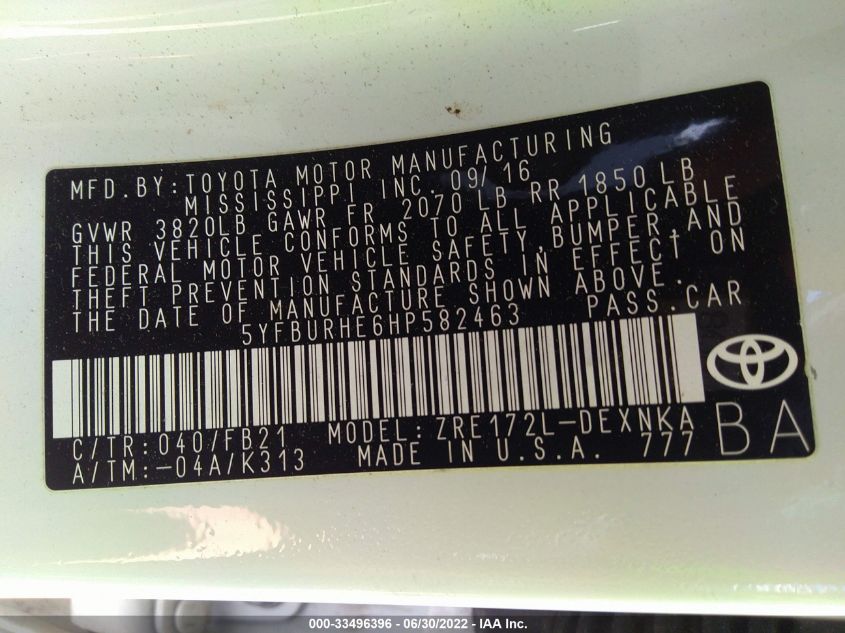 MFD.BY:TOYOTA MOTOR MANUFACTURING
MISSISSIPPI INC. 09/16
GVWR 3820LB GAWR FR 2070 LB RR 1850 LB
THIS VEHICLE CONFORMS TO ALL APPLICABLE
FEDERAL MOTOR VEHICLE SAFETY,BUMPER,AND
THEFT PREVENTION STANDARDS IN EFFECT ON
THE DATE OF MANUFACTURE SHOWN ABOVE.
5YFBURHE6HP582463 PASS.CAR
C/TR:040/FB21 MODEL:ZRE172L-DEXNKA
A/TM:-04A/K313 MADE IN U.S.A. 777
BA
000-33496396 - 06/30/2022 - IAA Inc.